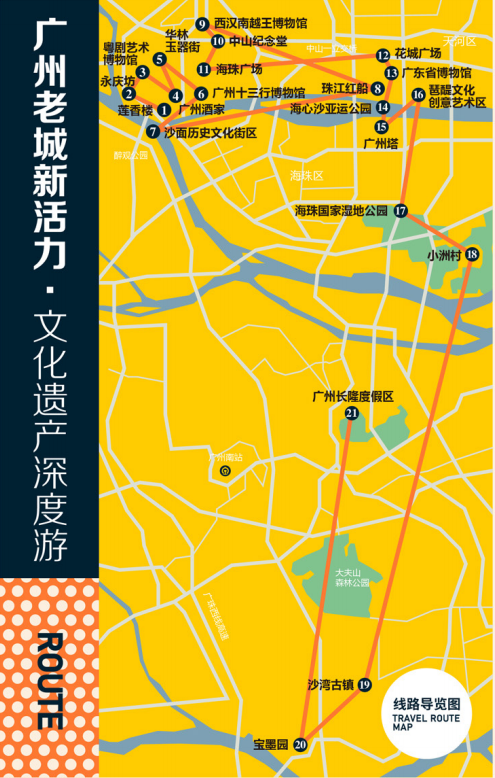 广州老城新活力·文化遗产深度游
ROUTE
9 西汉南越王博物馆
华林
玉器街
10 中山纪念堂
中山一立交桥
天河区
粤剧艺术
博物馆
5
12 花城广场
3
11 海珠广场
13 广东省博物馆
永庆坊
2
4
6 广州十三行博物馆
珠江红船 8
16 琶醍文化
创意艺术区
莲香楼 1 广州酒家
海心沙亚运公园 14
7 沙面历史文化街区
15
广州塔
醉观公园
海珠区
海珠国家湿地公园 17
小洲村 18
广州长隆度假区
21
广州南站
大夫山
森林公园
广珠西线高速
沙湾古镇 19
线路导览图
TRAVEL ROUTE
MAP
宝墨园 20